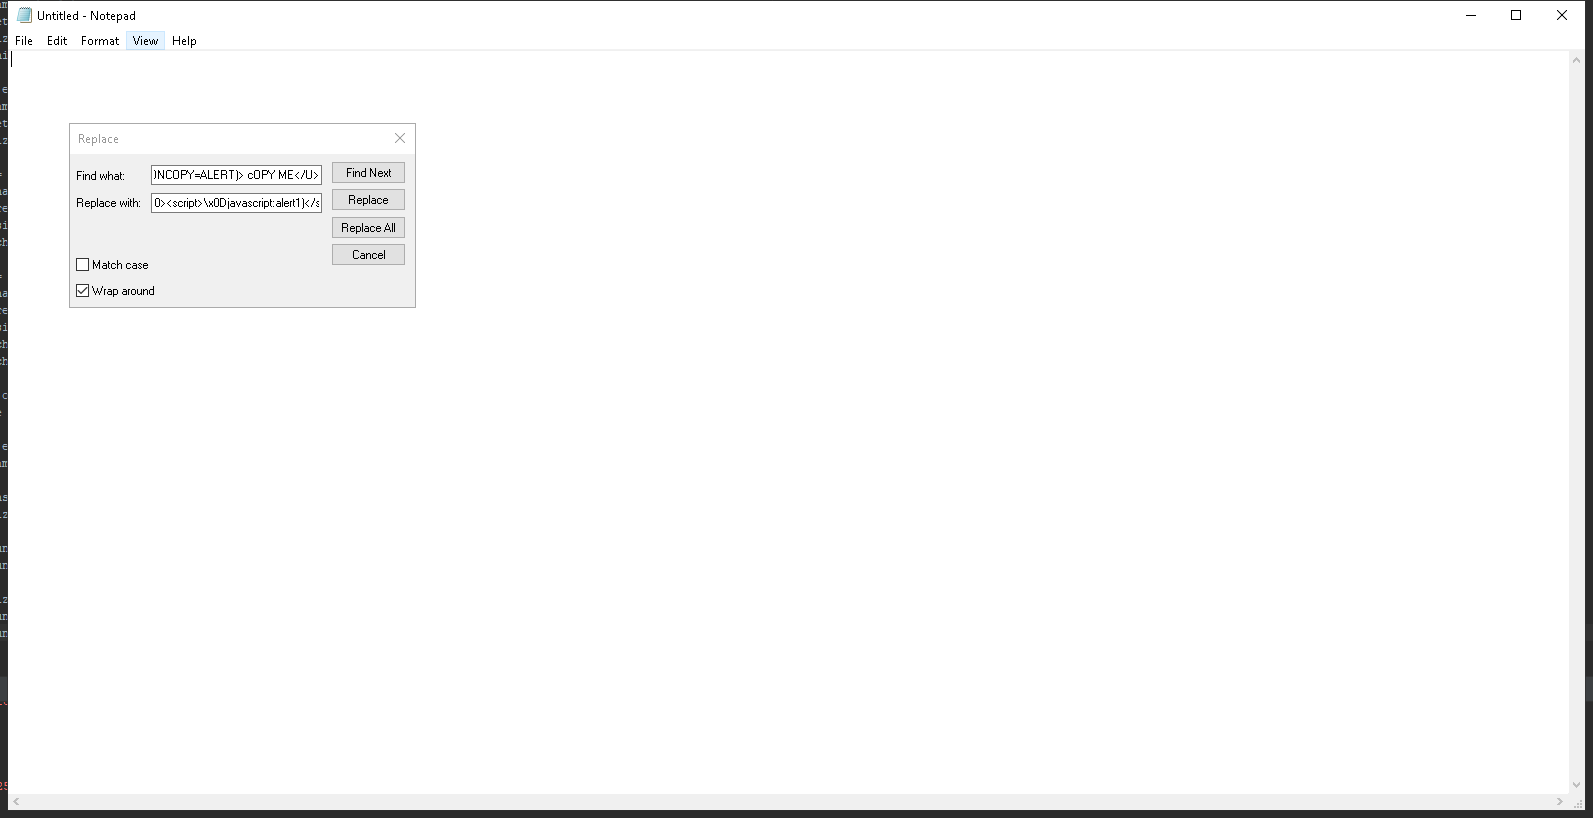 Untitled - Notepad
File Edit Format View Help
Replace
Find what: )NCOPY=ALERT)> cOPY ME</U> Find Next
Replace with: 0><script>\x0Djavascript:alert1)</s Replace
Replace All
Cancel
Match case
Wrap around